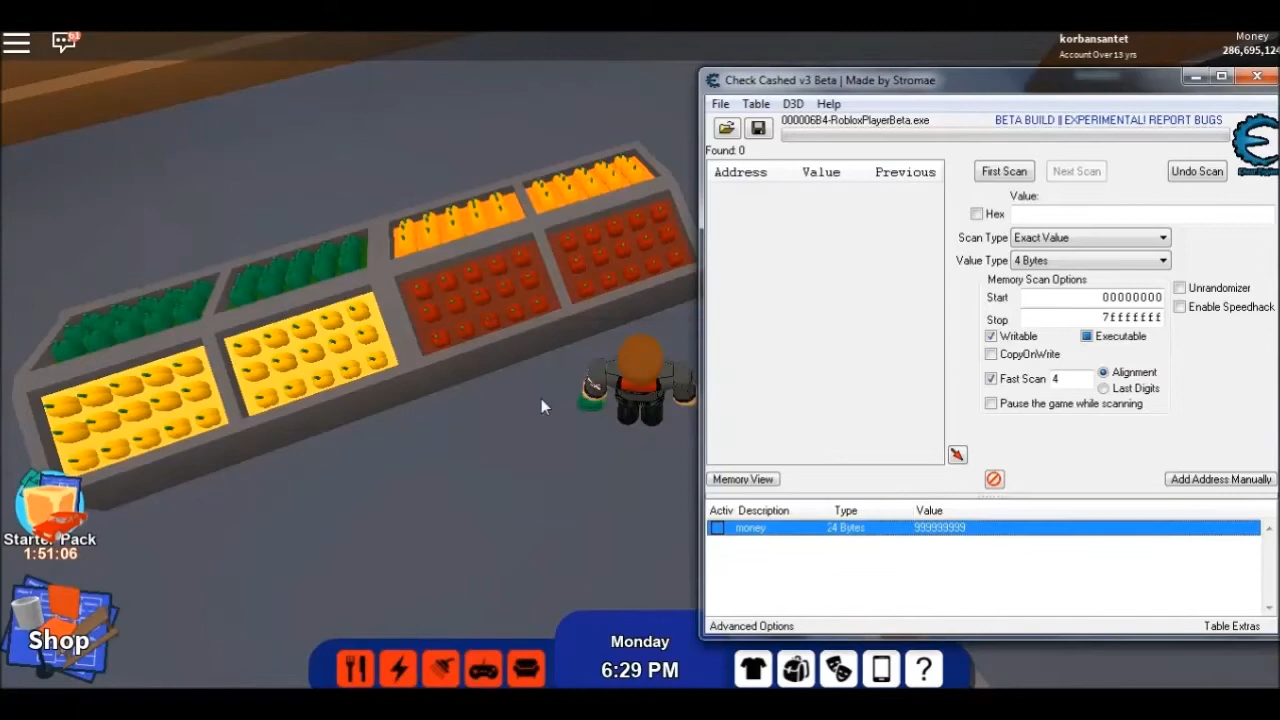 61
korbansantet
Account Over 13 yrs
Money
286,695,124
Check Cashed v3 Beta | Made by Stromae
File Table D3D Help
000006B4-RobloxPlayerBeta.exe
BETA BUILD || EXPERIMENTAL! REPORT BUGS
Found: 0
Address Value Previous
First Scan Next Scan Undo Scan
Value:
Hex
Scan Type Exact Value
Value Type 4 Bytes
Memory Scan Options
Start 00000000
Stop 7fffffff
Unrandomizer
Enable Speedhack
Writable Executable
CopyOnWrite
Fast Scan 4 Alignment
Last Digits
Pause the game while scanning
Memory View
Add Address Manually
Activ Description Type Value
money 24 Bytes 999999999
Advanced Options Table Extras
Starter Pack
1:51:06
Shop
Monday
6:29 PM
?